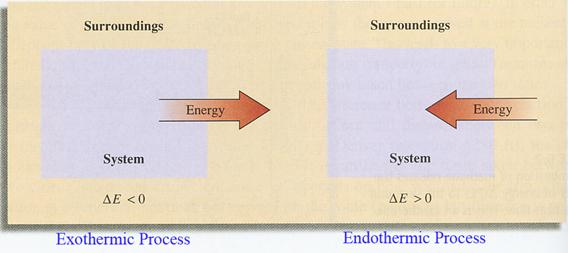 Surroundings
Energy
System
ΔE < 0
Exothermic Process
Surroundings
Energy
System
ΔE > 0
Endothermic Process